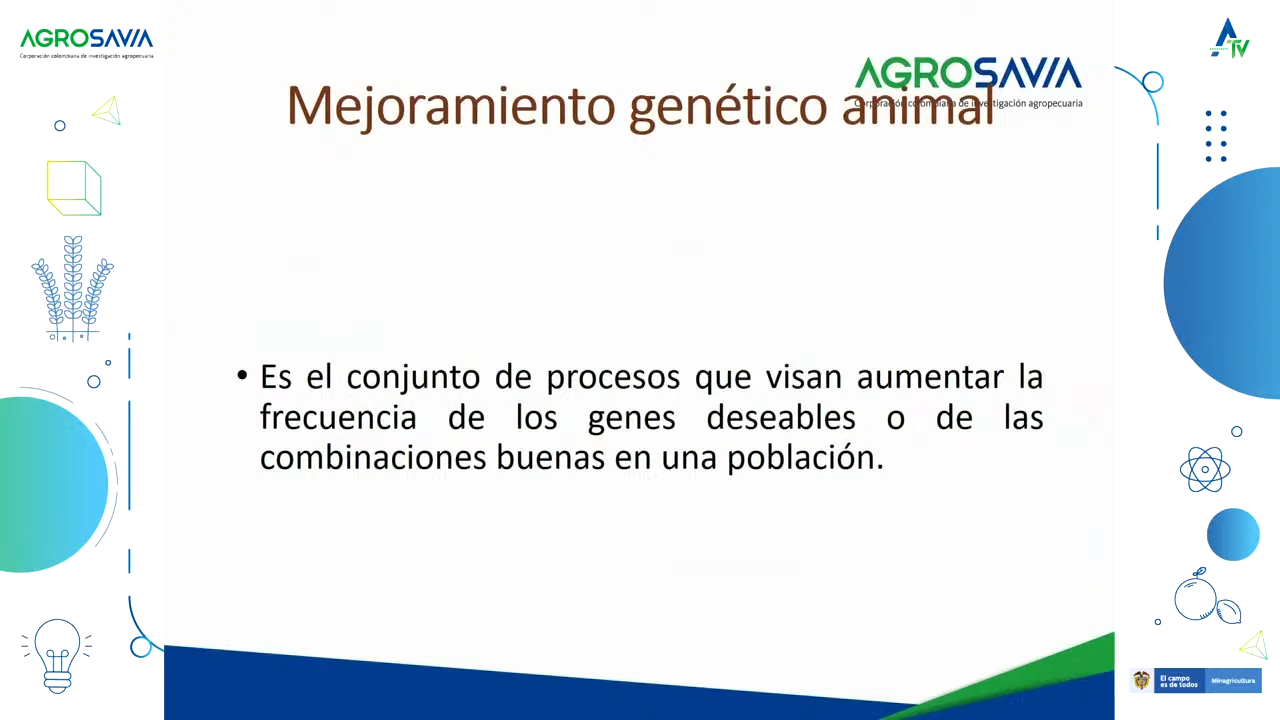 AGROSAVIA
Corporación colombiana de investigación agropecuaria
ATV
AGROSAVIA
Corporación colombiana de investigación agropecuaria
Mejoramiento genético animal
• Es el conjunto de procesos que visan aumentar la
frecuencia de los genes deseables o de las
combinaciones buenas en una población.
El campo
es de todos
Minagricultura